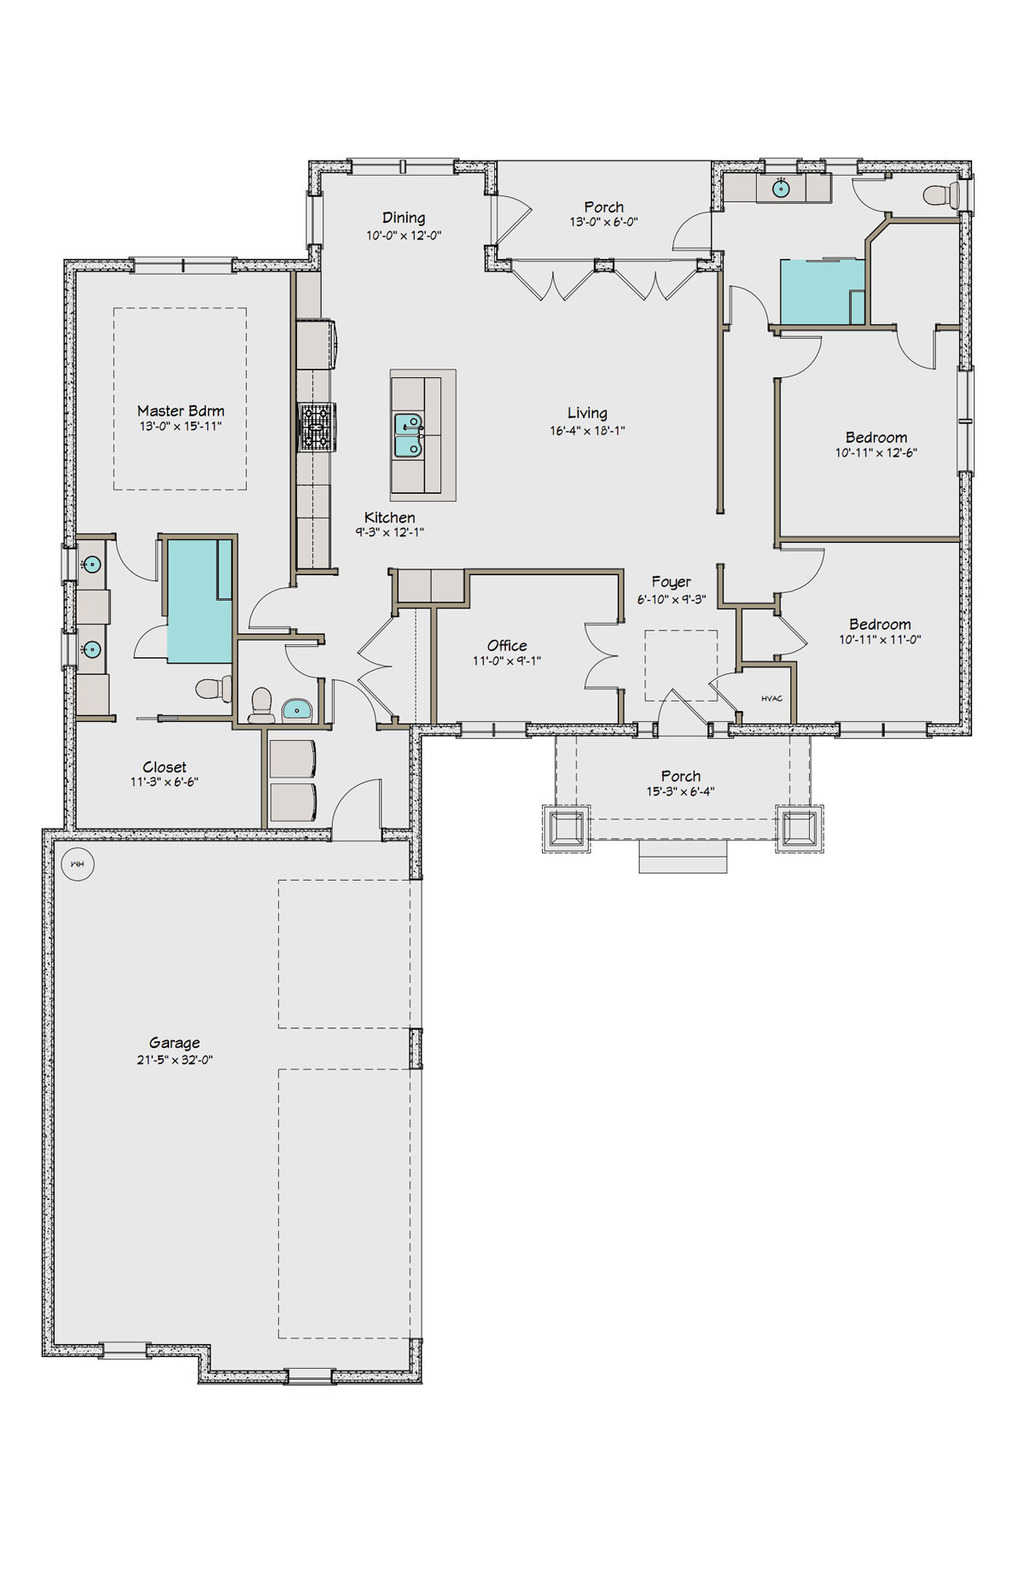 Dining
10'-0" x 12'-0"
Porch
13'-0" x 6'-0"
Master Bdrm
13'-0" x 15'-11"
Living
16'-4" x 18'-1"
Bedroom
10'-11" x 12'-6"
Kitchen
9'-3" x 12'-1"
Foyer
6'-10" x 9'-3"
Office
11'-0" x 9'-1"
Bedroom
10'-11" x 11'-0"
HVAC
Closet
11'-3" x 6'-6"
Porch
15'-3" x 6'-4"
WH
Garage
21'-5" x 32'-0"